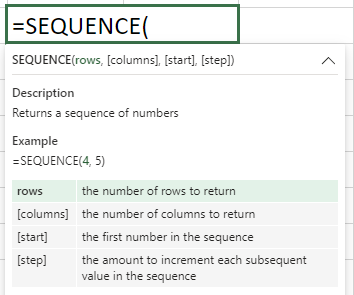 =SEQUENCE(
SEQUENCE(rows, [columns], [start], [step])
Description
Returns a sequence of numbers
Example
=SEQUENCE(4, 5)
rows the number of rows to return
[columns] the number of columns to return
[start] the first number in the sequence
[step] the amount to increment each subsequent
value in the sequence